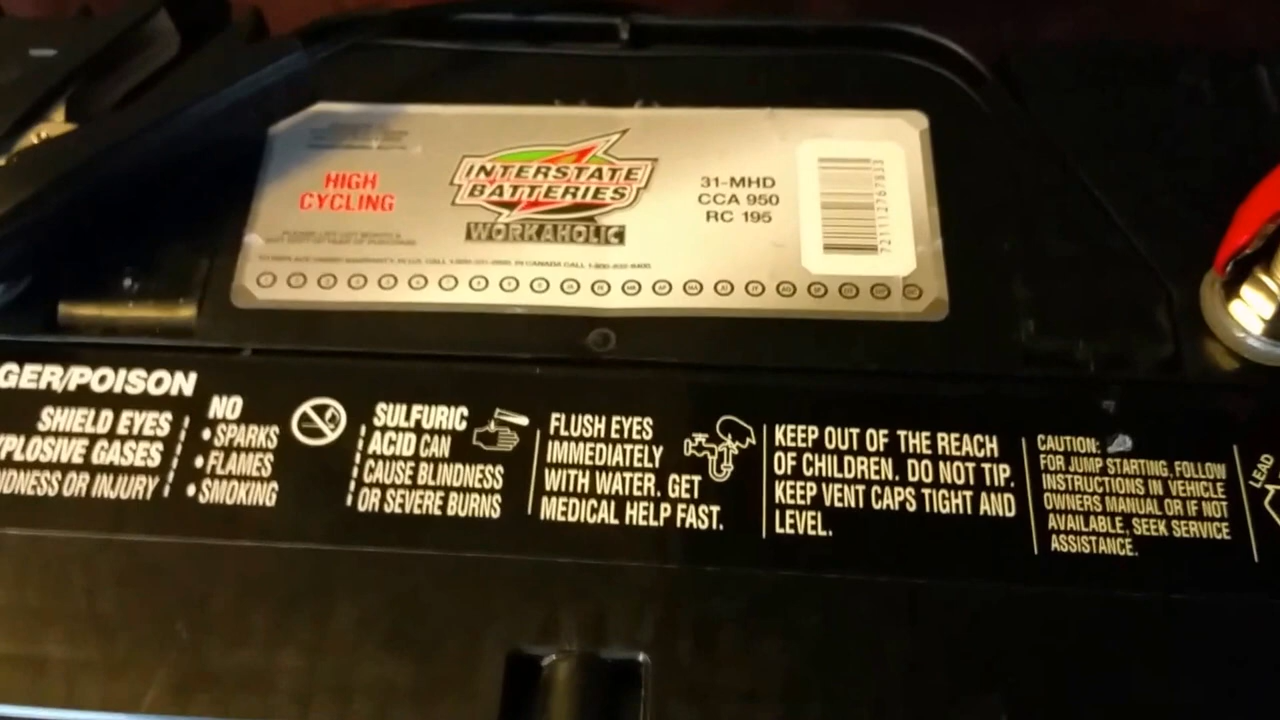 HIGH
CYCLING
INTERSTATE
BATTERIES
WORKAHOLIC
31-MHD
CCA 950
RC 195
GER/POISON
SHIELD EYES
XPLOSIVE GASES
NDNESS OR INJURY
NO
• SPARKS
• FLAMES
• SMOKING
SULFURIC
ACID CAN
CAUSE BLINDNESS
OR SEVERE BURNS
FLUSH EYES
IMMEDIATELY
WITH WATER. GET
MEDICAL HELP FAST.
KEEP OUT OF THE REACH
OF CHILDREN. DO NOT TIP.
KEEP VENT CAPS TIGHT AND
LEVEL.
CAUTION:
FOR JUMP STARTING, FOLLOW
INSTRUCTIONS IN VEHICLE
OWNERS MANUAL OR IF NOT
AVAILABLE, SEEK SERVICE
ASSISTANCE.
LEAD